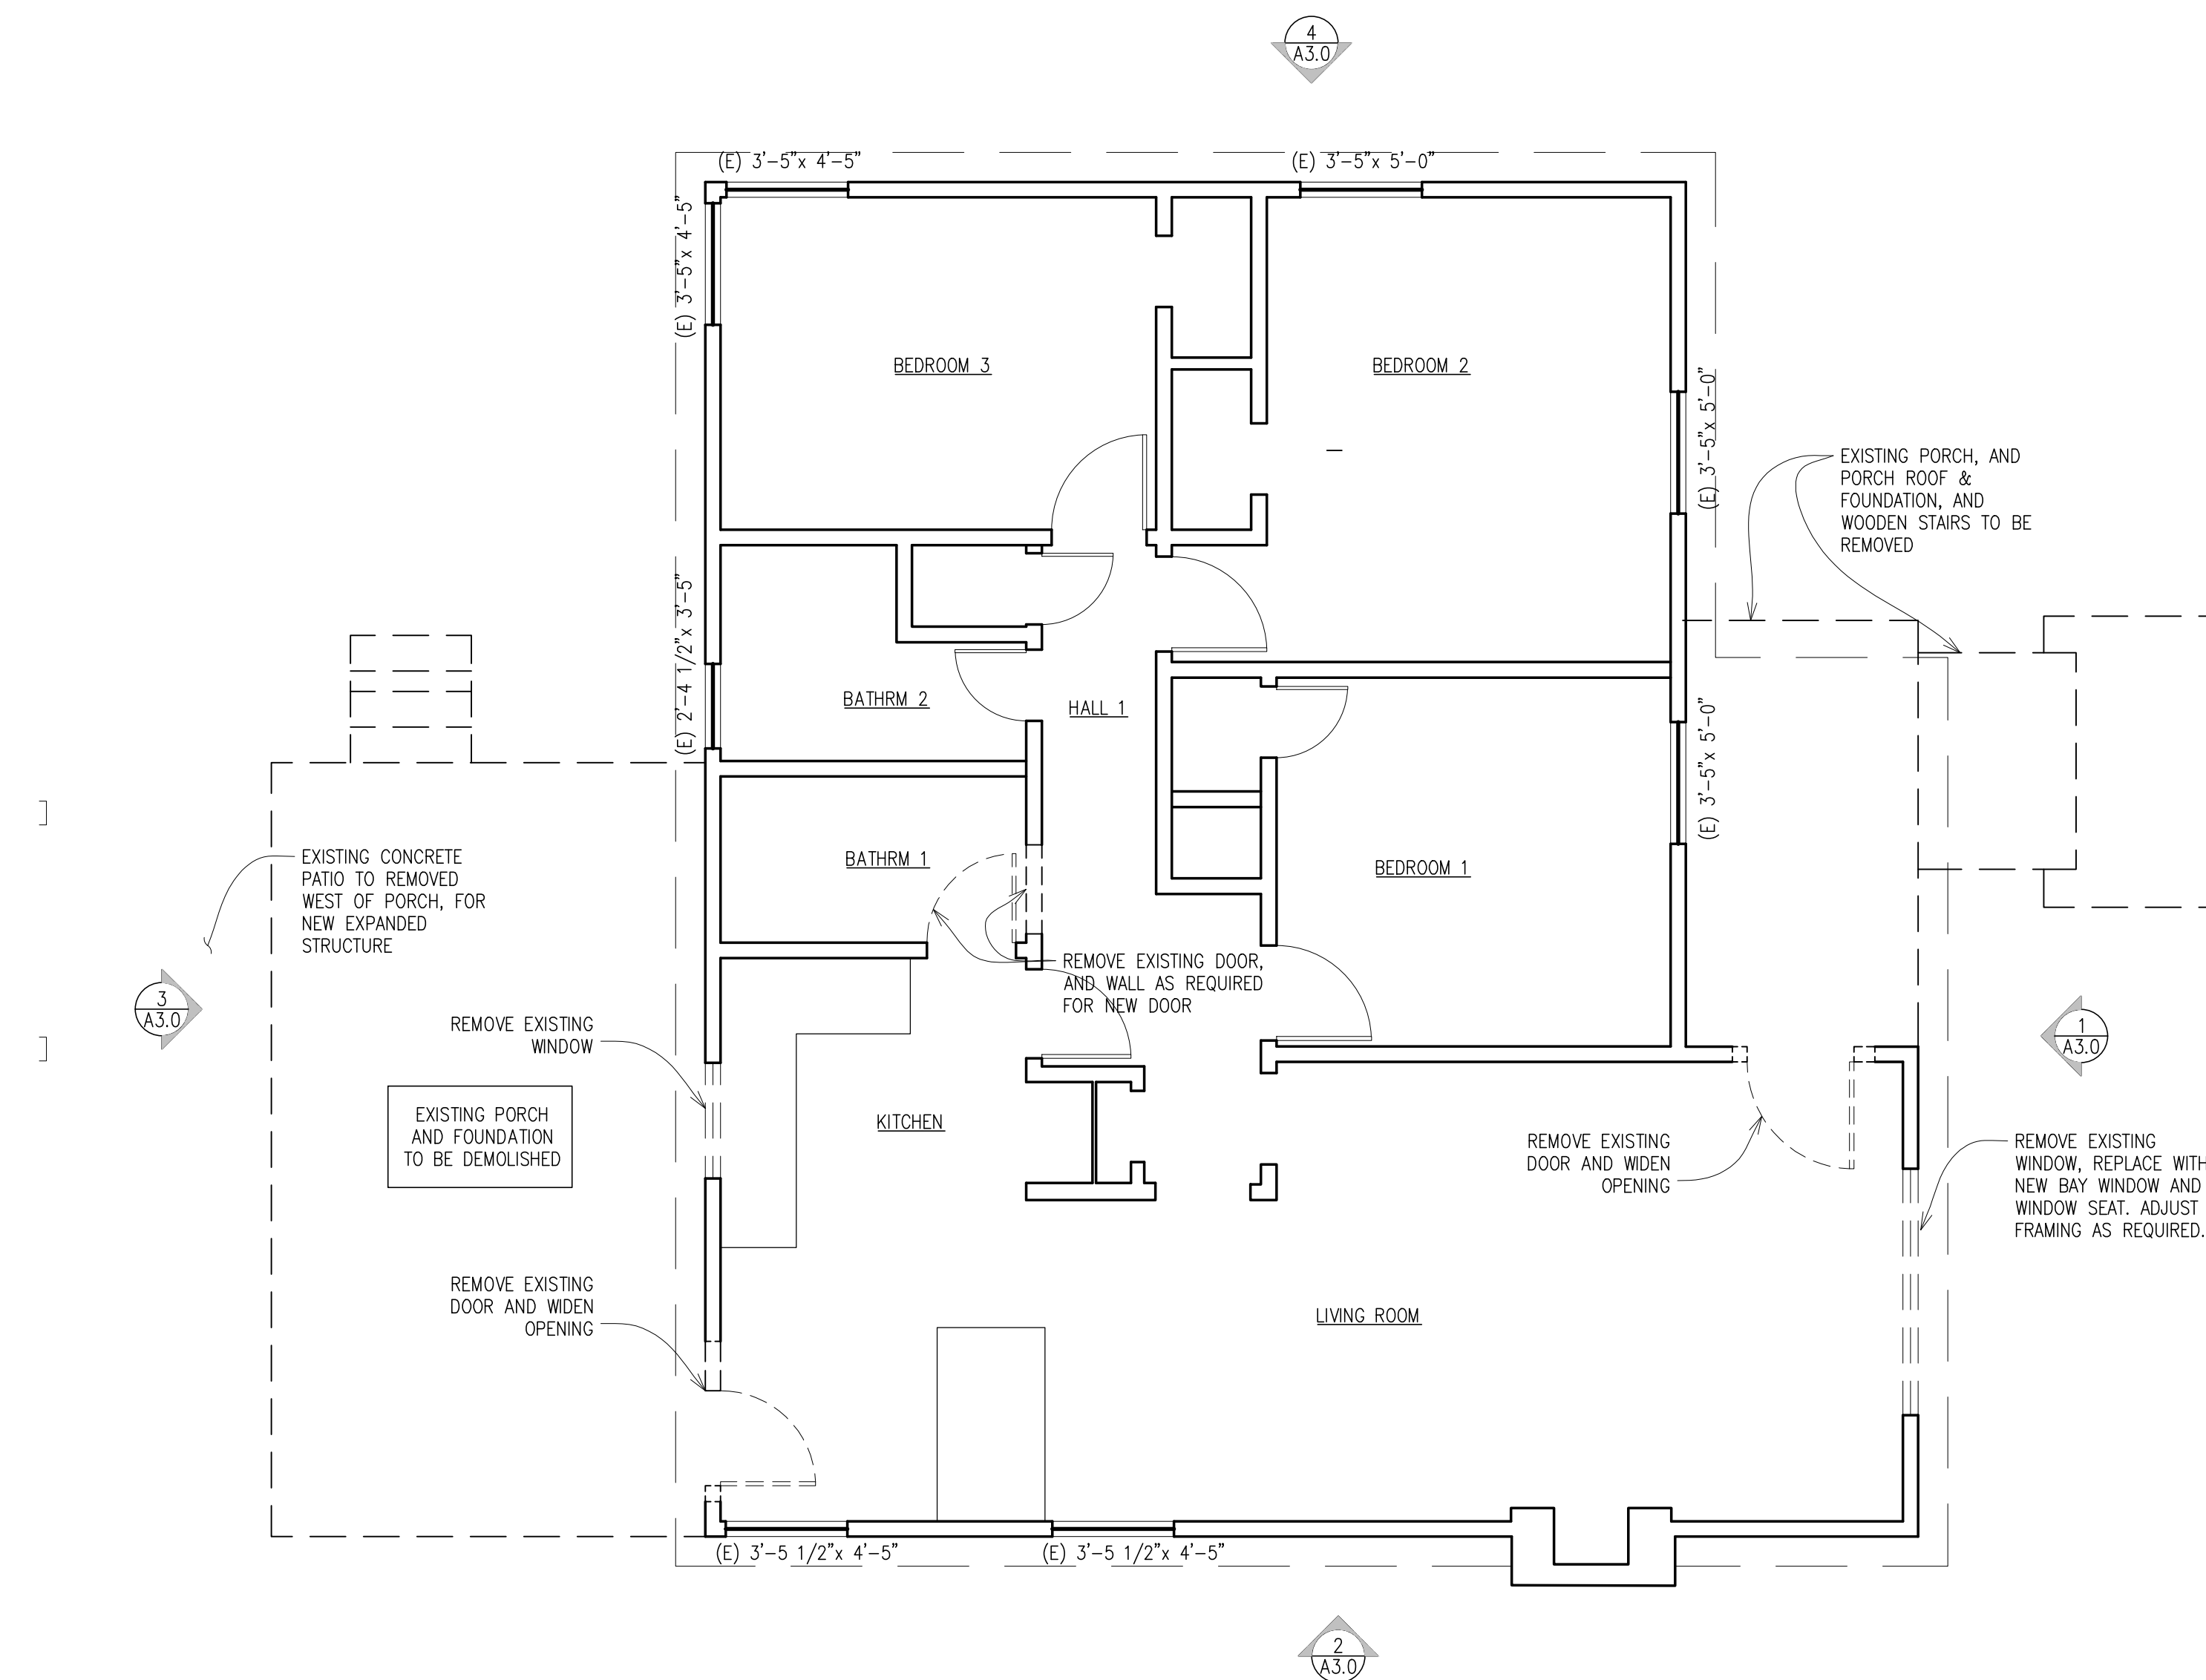 4
A3.0
(E) 3'-5"x 4'-5"
(E) 3'-5"x 5'-0"
(E) 3'-5"x 4'-5"
BEDROOM 3
BEDROOM 2
(E) 3'-5"x 5'-0"
EXISTING PORCH, AND
PORCH ROOF &
FOUNDATION, AND
WOODEN STAIRS TO BE
REMOVED
(E) 2'-4 1/2"x 3'-5"
BATHRM 2
HALL 1
(E) 3'-5"x 5'-0"
EXISTING CONCRETE
PATIO TO REMOVED
WEST OF PORCH, FOR
NEW EXPANDED
STRUCTURE
BATHRM 1
BEDROOM 1
REMOVE EXISTING DOOR,
AND WALL AS REQUIRED
FOR NEW DOOR
3
A3.0
REMOVE EXISTING
WINDOW
1
A3.0
EXISTING PORCH
AND FOUNDATION
TO BE DEMOLISHED
KITCHEN
REMOVE EXISTING
DOOR AND WIDEN
OPENING
REMOVE EXISTING
WINDOW, REPLACE WITH
NEW BAY WINDOW AND
WINDOW SEAT. ADJUST
FRAMING AS REQUIRED.
REMOVE EXISTING
DOOR AND WIDEN
OPENING
LIVING ROOM
(E) 3'-5 1/2"x 4'-5"
(E) 3'-5 1/2"x 4'-5"
2
A3.0